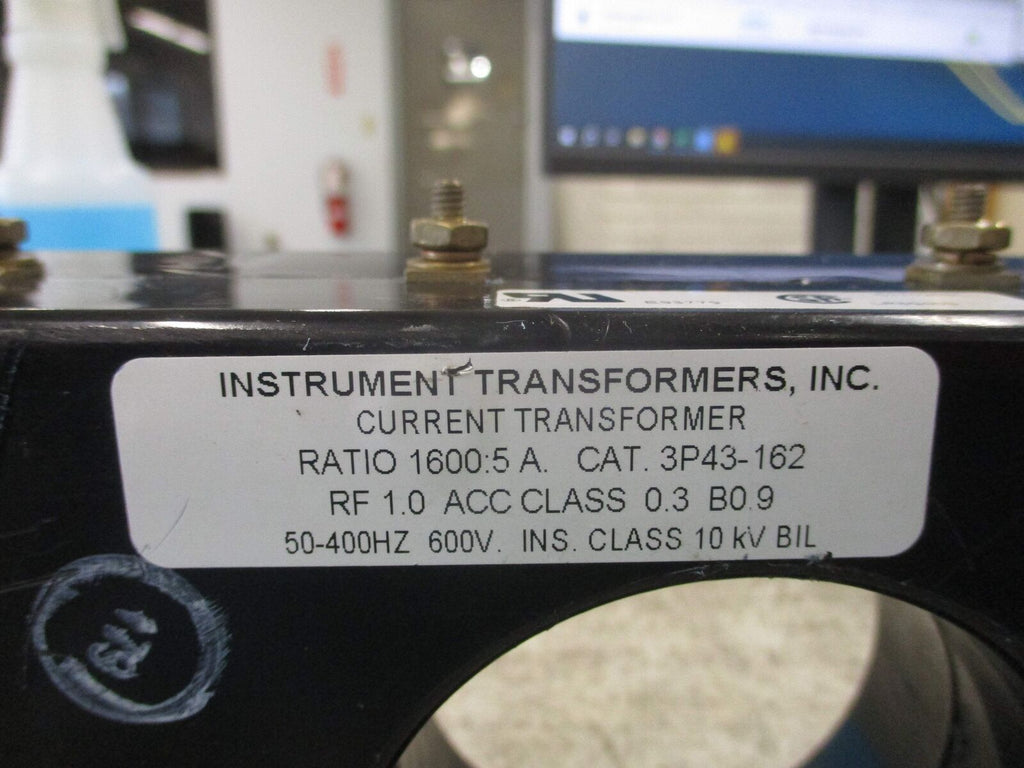 INSTRUMENT TRANSFORMERS, INC.
CURRENT TRANSFORMER
RATIO 1600:5 A. CAT. 3P43-162
RF 1.0 ACC CLASS 0.3 B0.9
50-400HZ 600V. INS. CLASS 10 kV BIL